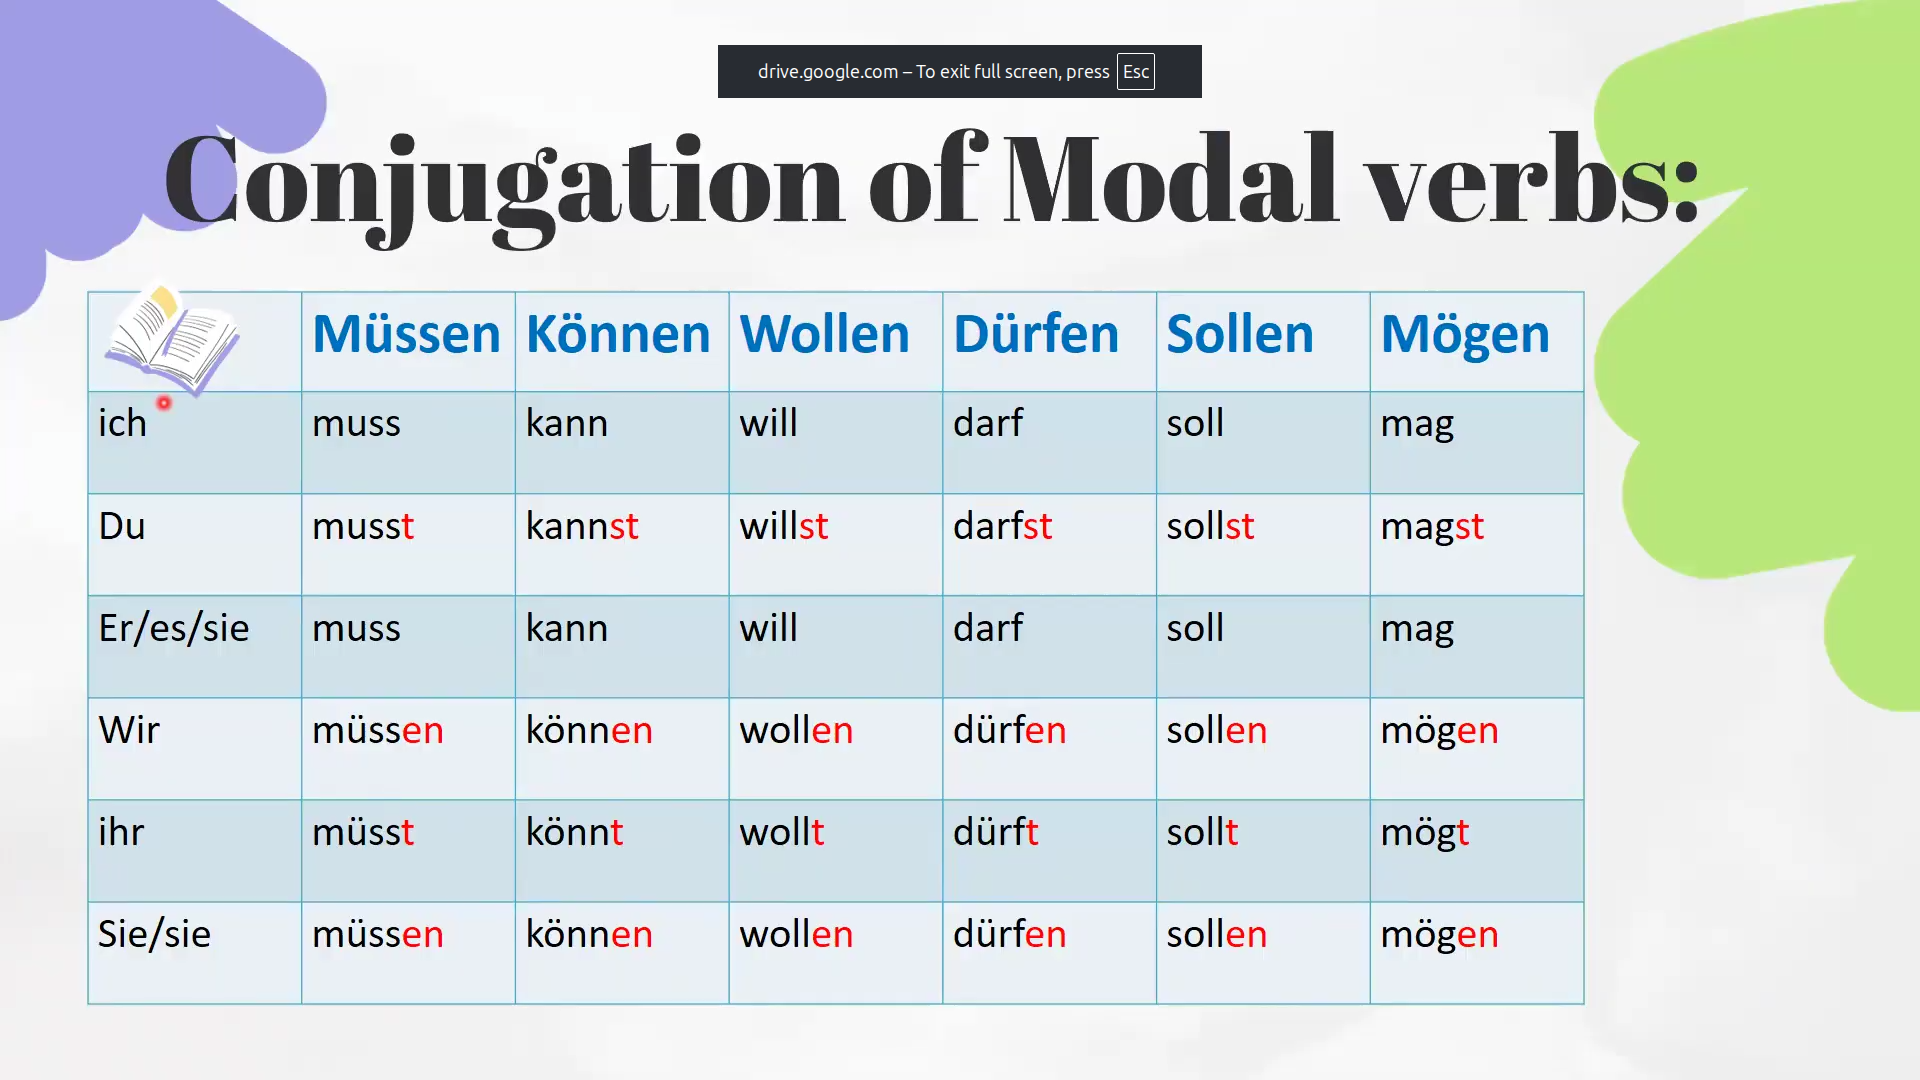 drive.google.com – To exit full screen, press Esc
Conjugation of Modal verbs:
Müssen Können Wollen Dürfen Sollen Mögen
ich muss kann will darf soll mag
Du musst kannst willst darfst sollst magst
Er/es/sie muss kann will darf soll mag
Wir müssen können wollen dürfen sollen mögen
ihr müsst könnt wollt dürft sollt mögt
Sie/sie müssen können wollen dürfen sollen mögen